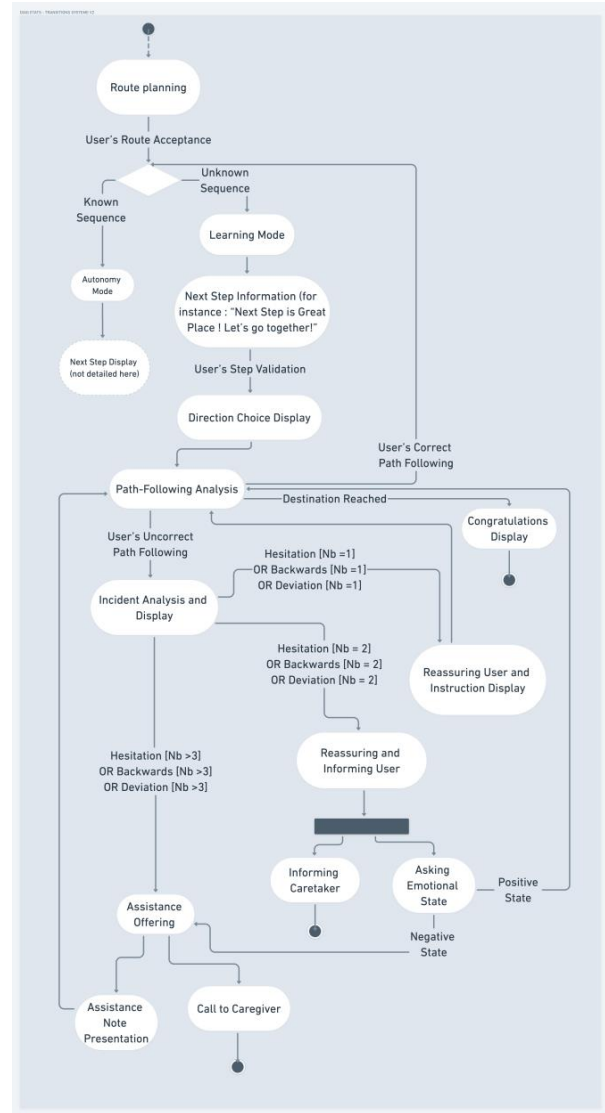 Route planning
User's Route Acceptance
Unknown
Sequence
Known
Sequence
Learning Mode
Autonomy
Mode
Next Step Information (for
instance : "Next Step is Great
Place ! Let's go together!"
Next Step Display
(not detailed here)
User's Step Validation
Direction Choice Display
User's Correct
Path Following
Path-Following Analysis
Destination Reached
Congratulations
Display
User's Uncorrect
Path Following
Hesitation [Nb =1]
OR Backwards [Nb =1]
OR Deviation [Nb =1]
Incident Analysis and
Display
Hesitation [Nb = 2]
OR Backwards [Nb = 2]
OR Deviation [Nb = 2]
Reassuring User and
Instruction Display
Hesitation [Nb >3]
OR Backwards [Nb >3]
OR Deviation [Nb >3]
Reassuring and
Informing User
Informing
Caretaker
Asking
Emotional
State
Positive
State
Negative
State
Assistance
Offering
Assistance
Note
Presentation
Call to Caregiver